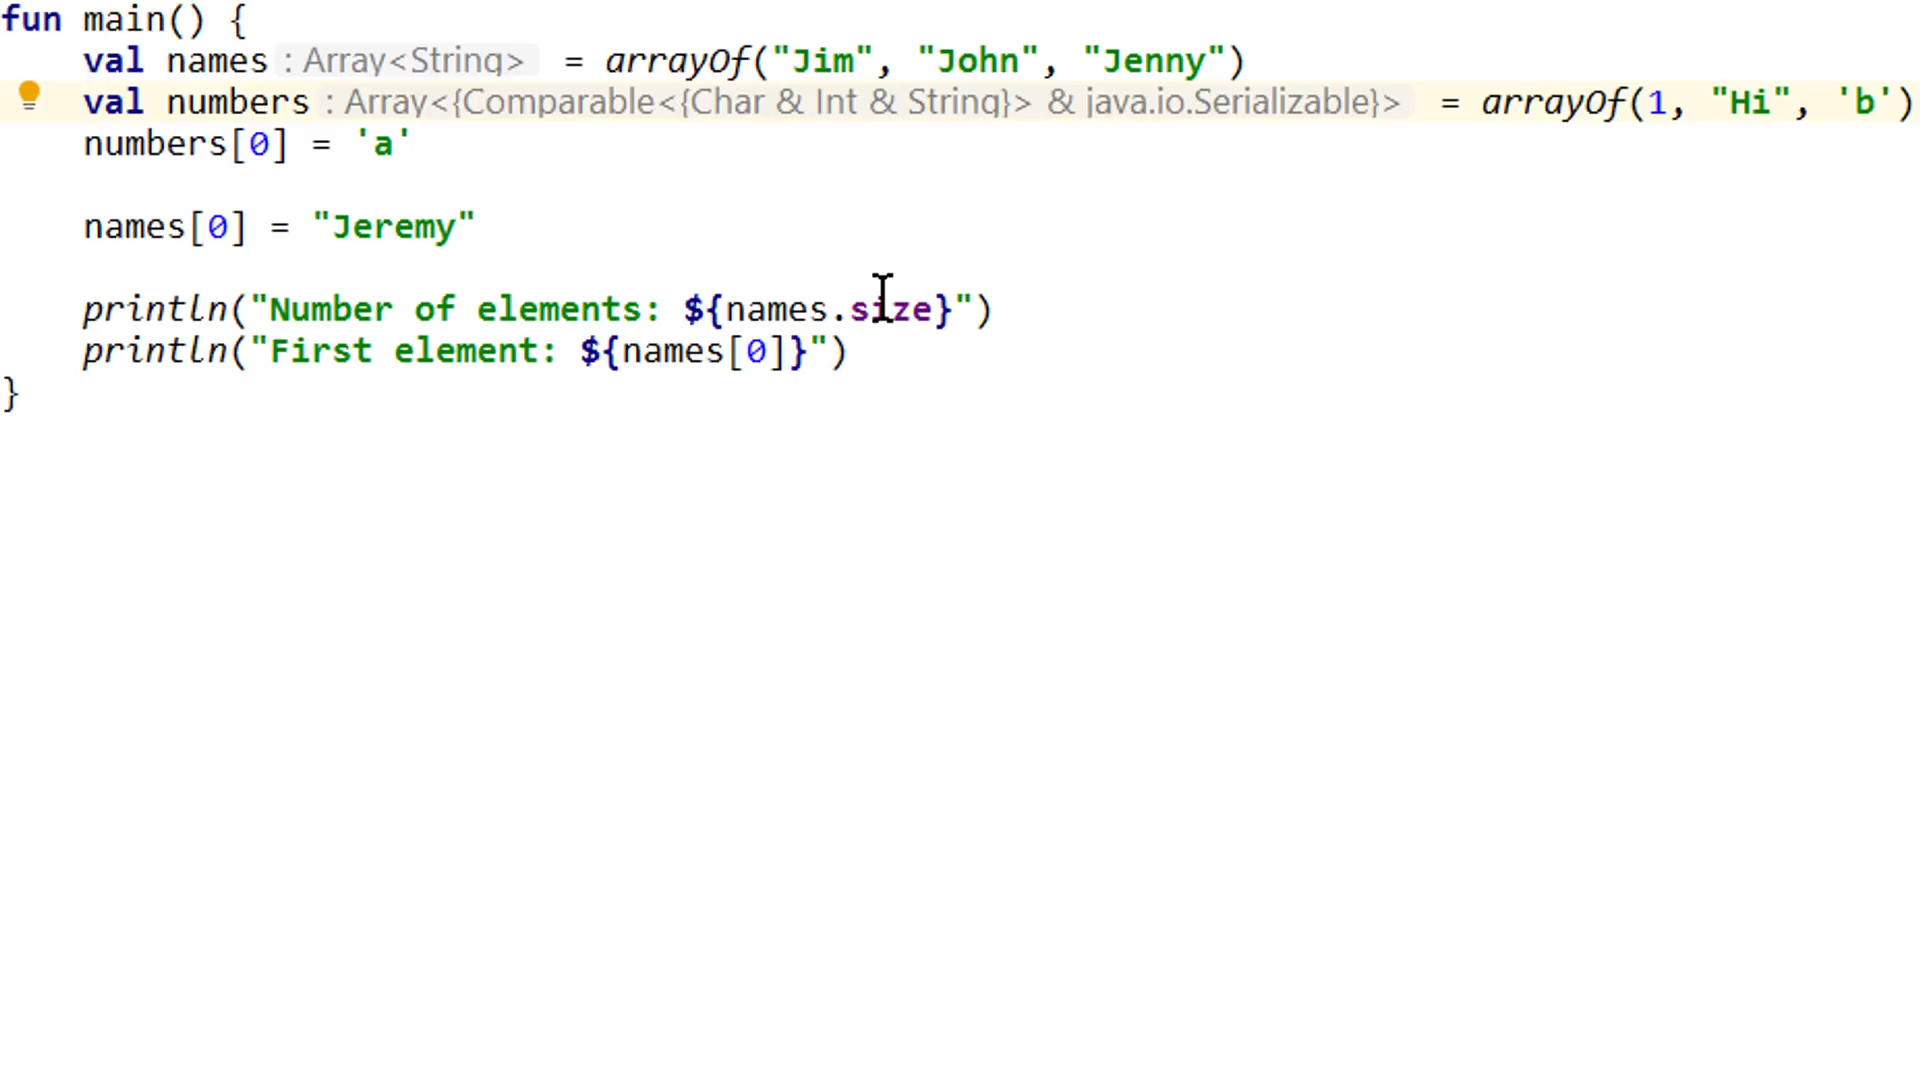 fun main() {
    val names : Array<String> = arrayOf("Jim", "John", "Jenny")
    val numbers : Array<{Comparable<{Char & Int & String}> & java.io.Serializable}> = arrayOf(1, "Hi", 'b')
    numbers[0] = 'a'
    names[0] = "Jeremy"
    println("Number of elements: ${names.size}")
    println("First element: ${names[0]}")
}